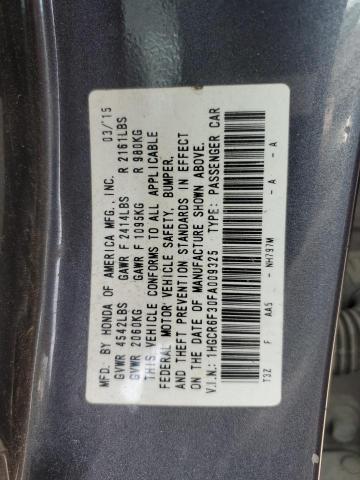 MFD. BY HONDA OF AMERICA MFG., INC. 03/'15
GVWR 4542LBS GAWR F 2414LBS R 2161LBS
GVWR 2060KG GAWR F 1095KG R 980KG
THIS VEHICLE CONFORMS TO ALL APPLICABLE
FEDERAL MOTOR VEHICLE SAFETY, BUMPER,
AND THEFT PREVENTION STANDARDS IN EFFECT
ON THE DATE OF MANUFACTURE SHOWN ABOVE.
V.I.N.: 1HGCR6F30FA009325 TYPE: PASSENGER CAR
T3Z F AA5 - NH797M - A - A